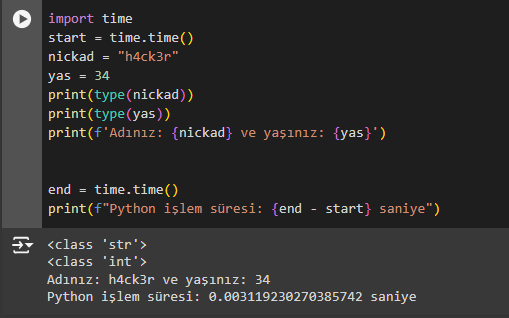 import time
start = time.time()
nickad = "h4ck3r"
yas = 34
print(type(nickad))
print(type(yas))
print(f'Adınız: {nickad} ve yaşınız: {yas}')
end = time.time()
print(f"Python işlem süresi: {end - start} saniye")
<class 'str'>
<class 'int'>
Adınız: h4ck3r ve yaşınız: 34
Python işlem süresi: 0.003119230270385742 saniye